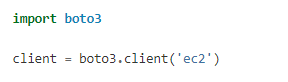 import boto3
client = boto3.client('ec2')